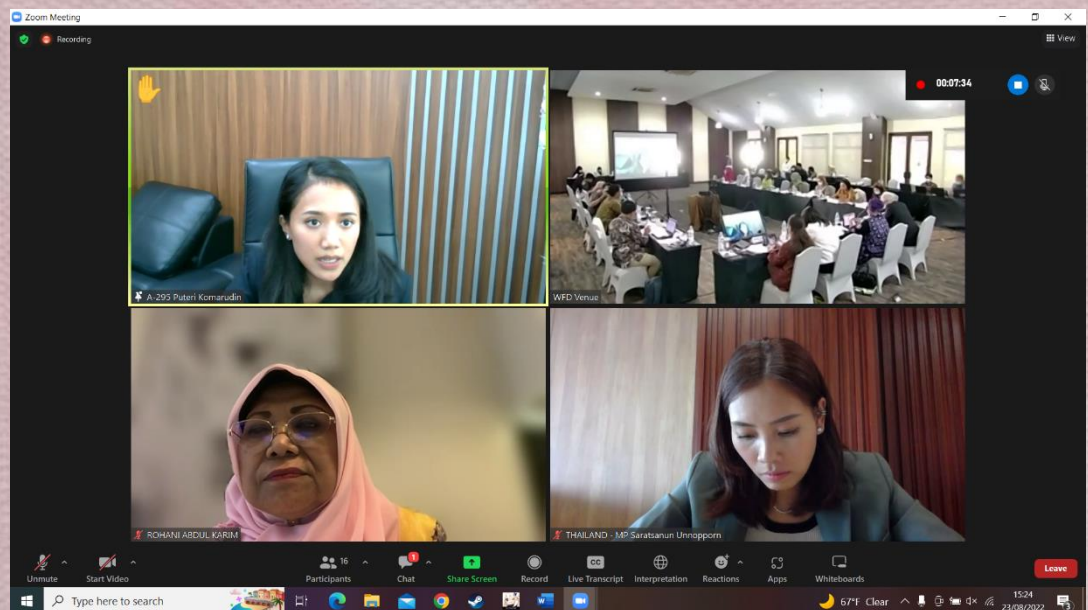 Zoom Meeting
Recording
View
00:07:34
A-295 Puteri Komarudin
WFD Venue
ROHANI ABDUL KARIM
THAILAND - MP Saratsanun Unnopporn
Unmute
Start Video
16
Participants
1
Chat
Share Screen
Record
CC
Live Transcript
Interpretation
Reactions
Apps
Whiteboards
Leave
Type here to search
67°F Clear
15:24
23/08/2022
3